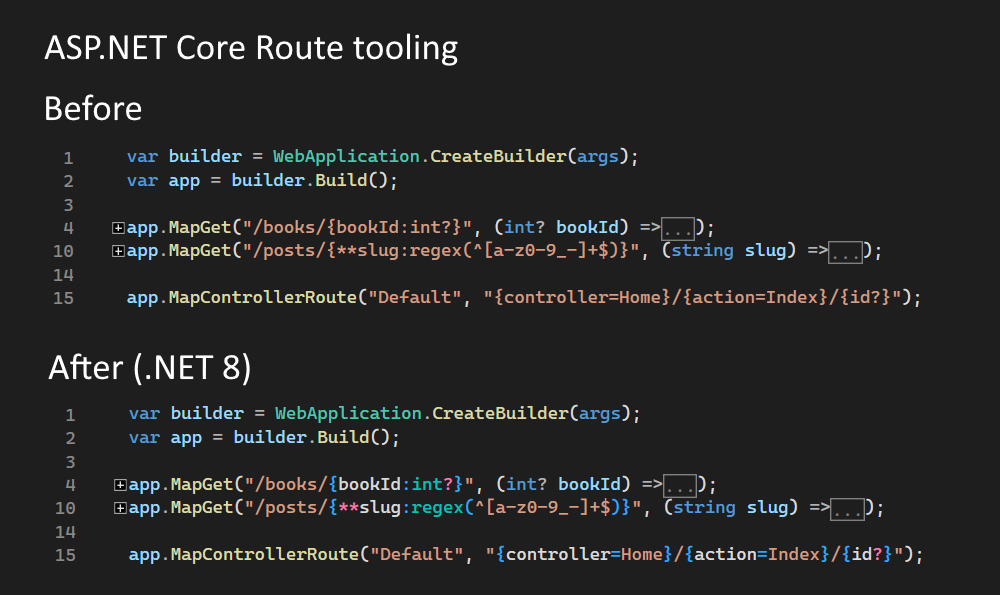 ASP.NET Core Route tooling
Before
1 var builder = WebApplication.CreateBuilder(args);
2 var app = builder.Build();
3
4 app.MapGet("/books/{bookId:int?}", (int? bookId) =>...);
10 app.MapGet("/posts/{**slug:regex(^[a-z0-9_-]+$)}", (string slug) =>...);
14
15 app.MapControllerRoute("Default", "{controller=Home}/{action=Index}/{id?}");
After (.NET 8)
1 var builder = WebApplication.CreateBuilder(args);
2 var app = builder.Build();
3
4 app.MapGet("/books/{bookId:int?}", (int? bookId) =>...);
10 app.MapGet("/posts/{**slug:regex(^[a-z0-9_-]+$)}", (string slug) =>...);
14
15 app.MapControllerRoute("Default", "{controller=Home}/{action=Index}/{id?}");